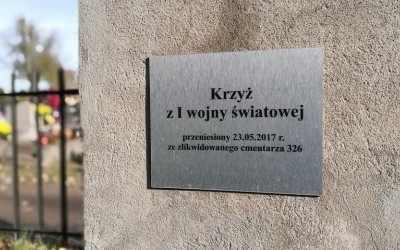 Krzyż
z I wojny światowej
przeniesiony 23.05.2017 r.
ze zlikwidowanego cmentarza 326